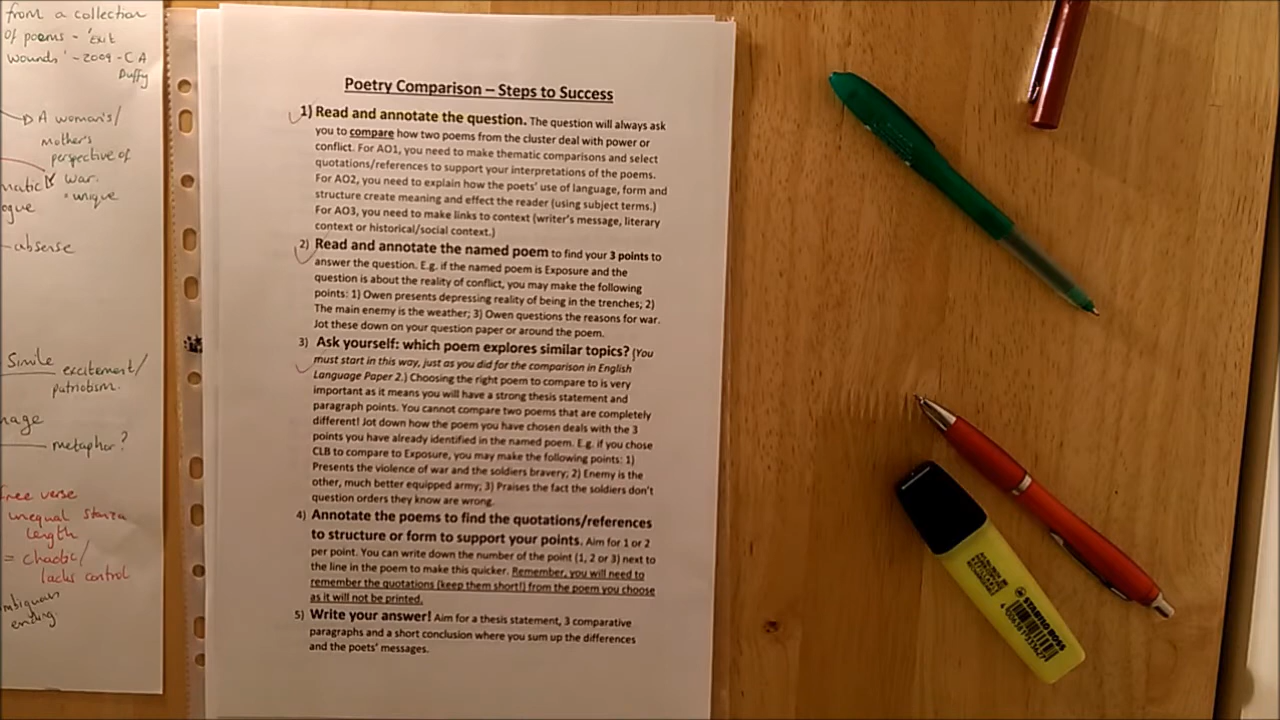 from a collection
of poems - 'Exit
wounds' - 2009 - C A
Duffy
A woman's/
mother's
perspective of
war.
matic
unique
ogue
absense
Simile
excitement/
patriotism.
mage
metaphor?
free verse
unequal stanza
length
= chaotic/
lacks control
mbiguous
ending.
Poetry Comparison – Steps to Success
1) Read and annotate the question. The question will always ask
you to compare how two poems from the cluster deal with power or
conflict. For AO1, you need to make thematic comparisons and select
quotations/references to support your interpretations of the poems.
For AO2, you need to explain how the poets' use of language, form and
structure create meaning and effect the reader (using subject terms.)
For AO3, you need to make links to context (writer's message, literary
context or historical/social context.)
2) Read and annotate the named poem to find your 3 points to
answer the question. E.g. if the named poem is Exposure and the
question is about the reality of conflict, you may make the following
points: 1) Owen presents depressing reality of being in the trenches; 2)
The main enemy is the weather; 3) Owen questions the reasons for war.
Jot these down on your question paper or around the poem.
3) Ask yourself: which poem explores similar topics? (You
must start in this way, just as you did for the comparison in English
Language Paper 2.) Choosing the right poem to compare to is very
important as it means you will have a strong thesis statement and
paragraph points. You cannot compare two poems that are completely
different! Jot down how the poem you have chosen deals with the 3
points you have already identified in the named poem. E.g. if you chose
CLB to compare to Exposure, you may make the following points: 1)
Presents the violence of war and the soldiers bravery; 2) Enemy is the
other, much better equipped army; 3) Praises the fact the soldiers don't
question orders they know are wrong.
4) Annotate the poems to find the quotations/references
to structure or form to support your points. Aim for 1 or 2
per point. You can write down the number of the point (1, 2 or 3) next to
the line in the poem to make this quicker. Remember, you will need to
remember the quotations (keep them short!) from the poem you choose
as it will not be printed.
5) Write your answer! Aim for a thesis statement, 3 comparative
paragraphs and a short conclusion where you sum up the differences
and the poets' messages.
STABILO BOSS